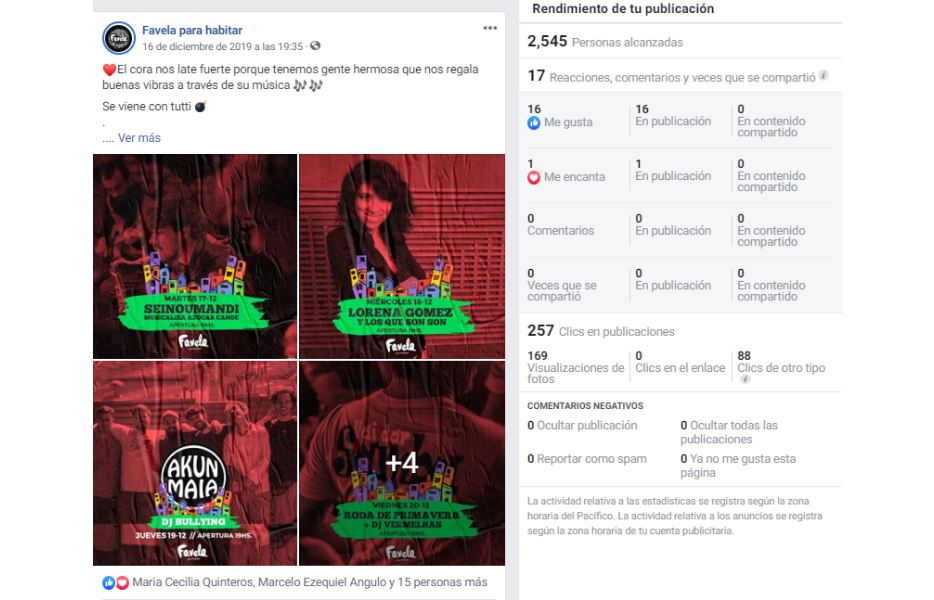 Favela para habitar
16 de diciembre de 2019 a las 19:35 ·
El cora nos late fuerte porque tenemos gente hermosa que nos regala
buenas vibras a través de su música
Se viene con tutti
.
.... Ver más
MARTES 17-12
SEINOUMANDI
MUSICALIZA AZUCAR CANDE
APERTURA 19HS.
Favela
MIÉRCOLES 18-12
LORENA GOMEZ
Y LOS QUE SON SON
APERTURA 19HS.
Favela
AKUN
MAIA
DJ BULLYING
JUEVES 19-12 // APERTURA 19HS.
Favela
+4
VIERNES 20-12
RODA DE PRIMAVERA
+ DJ VERMELHAS
APERTURA 19HS.
Favela
Maria Cecilia Quinteros, Marcelo Ezequiel Angulo y 15 personas más
Rendimiento de tu publicación
2,545 Personas alcanzadas
17 Reacciones, comentarios y veces que se compartió
16
Me gusta
16
En publicación
0
En contenido
compartido
1
Me encanta
1
En publicación
0
En contenido
compartido
0
Comentarios
0
En publicación
0
En contenido
compartido
0
Veces que se
compartió
0
En publicación
0
En contenido
compartido
257 Clics en publicaciones
169
Visualizaciones de
fotos
0
Clics en el enlace
88
Clics de otro tipo
COMENTARIOS NEGATIVOS
0 Ocultar publicación
0 Ocultar todas las
publicaciones
0 Reportar como spam
0 Ya no me gusta esta
página
La actividad relativa a las estadísticas se registra según la zona
horaria del Pacífico. La actividad relativa a los anuncios se registra
según la zona horaria de tu cuenta publicitaria.